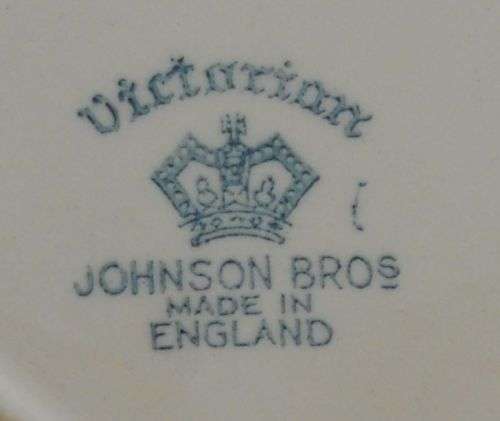 Victorian
JOHNSON BROS
MADE IN
ENGLAND